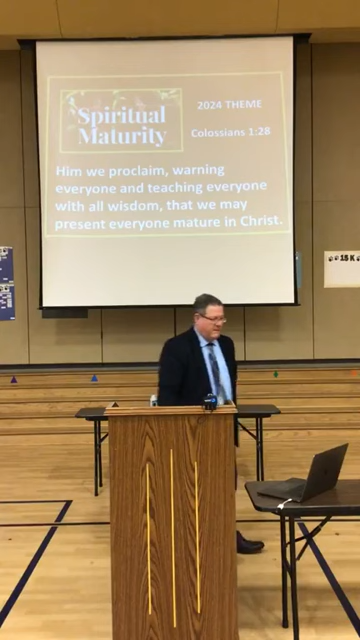 Spiritual
Maturity
2024 THEME
Colossians 1:28
Him we proclaim, warning
everyone and teaching everyone
with all wisdom, that we may
present everyone mature in Christ.
15 K